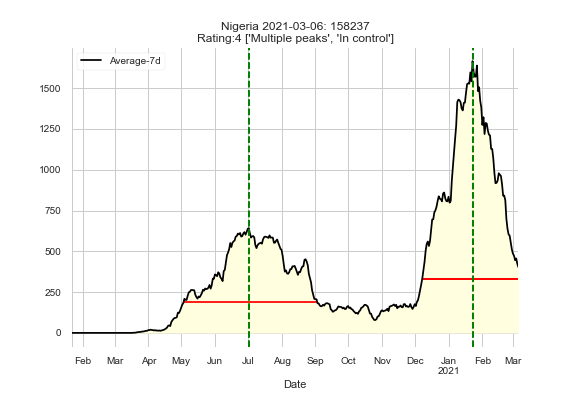 Nigeria 2021-03-06: 158237
Rating:4 ['Multiple peaks', 'In control']
Average-7d
1500
1250
1000
750
500
250
0
Feb Mar Apr May Jun Jul Aug Sep Oct Nov Dec Jan Feb Mar
2021
Date